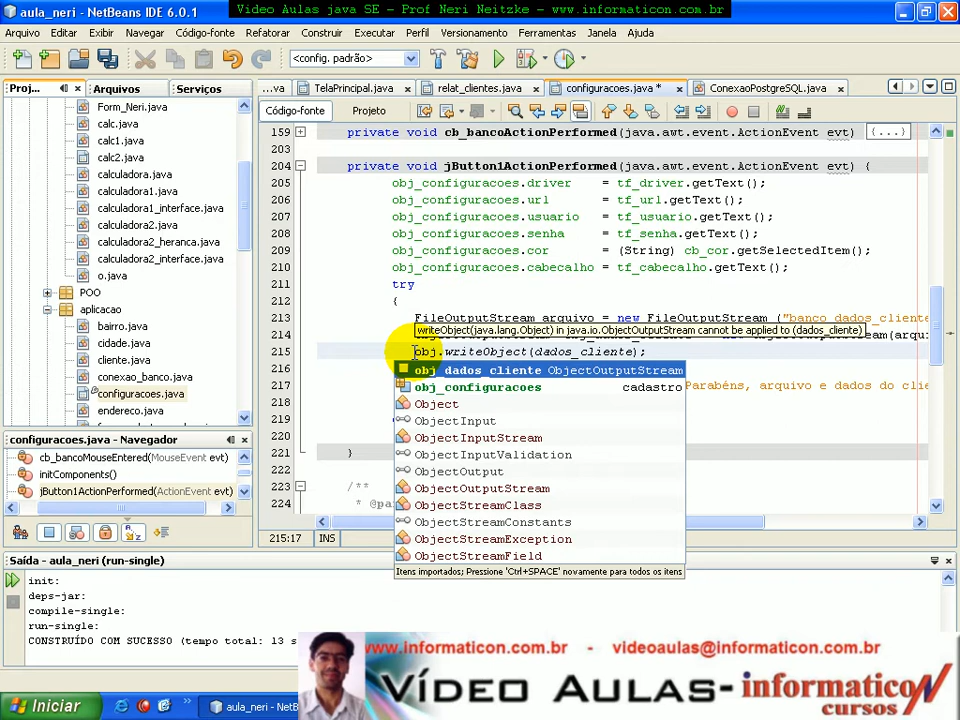 aula_neri - NetBeans IDE 6.0.1
Video Aulas java SE - Prof Neri Neitzke - www.informaticon.com.br
Arquivo Editar Exibir Navegar Código-fonte Refatorar Construir Executar Perfil Versionamento Ferramentas Janela Ajuda
<config. padrão>
Proj... Arquivos Serviços
...va TelaPrincipal.java relat_clientes.java configuracoes.java * ConexaoPostgreSQL.java
Código-fonte Projeto
Form_Neri.java
calc.java
calc1.java
calc2.java
calculadora.java
calculadora1.java
calculadora1_interface.java
calculadora2.java
calculadora2_heranca.java
calculadora2_interface.java
o.java
POO
aplicacao
bairro.java
cidade.java
cliente.java
conexao_banco.java
configuracoes.java
endereco.java
159 private void cb_bancoActionPerformed(java.awt.event.ActionEvent evt) {...}
203
204 private void jButton1ActionPerformed(java.awt.event.ActionEvent evt) {
205 obj_configuracoes.driver = tf_driver.getText();
206 obj_configuracoes.url = tf_url.getText();
207 obj_configuracoes.usuario = tf_usuario.getText();
208 obj_configuracoes.senha = tf_senha.getText();
209 obj_configuracoes.cor = (String) cb_cor.getSelectedItem();
210 obj_configuracoes.cabecalho = tf_cabecalho.getText();
211 try
212 {
213 FileOutputStream arquivo = new FileOutputStream ("banco_dados_cliente
writeObject(java.lang.Object) in java.io.ObjectOutputStream cannot be applied to (dados_cliente)
214
215 obj.writeObject(dados_cliente);
216
217 Parabéns, arquivo e dados do clie
218
219
220
221 }
222
223 /**
224 * @pa
obj_dados_cliente ObjectOutputStream
obj_configuracoes cadastro
Object
ObjectInput
ObjectInputStream
ObjectInputValidation
ObjectOutput
ObjectOutputStream
ObjectStreamClass
ObjectStreamConstants
ObjectStreamException
ObjectStreamField
Itens importados; Pressione 'Ctrl+SPACE' novamente para todos os itens
configuracoes.java - Navegador
cb_bancoMouseEntered(MouseEvent evt)
initComponents()
jButton1ActionPerformed(ActionEvent evt)
215:17 INS
Saída - aula_neri (run-single)
init:
deps-jar:
compile-single:
run-single:
CONSTRUÍDO COM SUCESSO (tempo total: 13 s
www.informaticon.com.br - videoaulas@informaticon.com.br
VÍDEO AULAS- informaticon
cursos
Iniciar
aula_neri - NetB